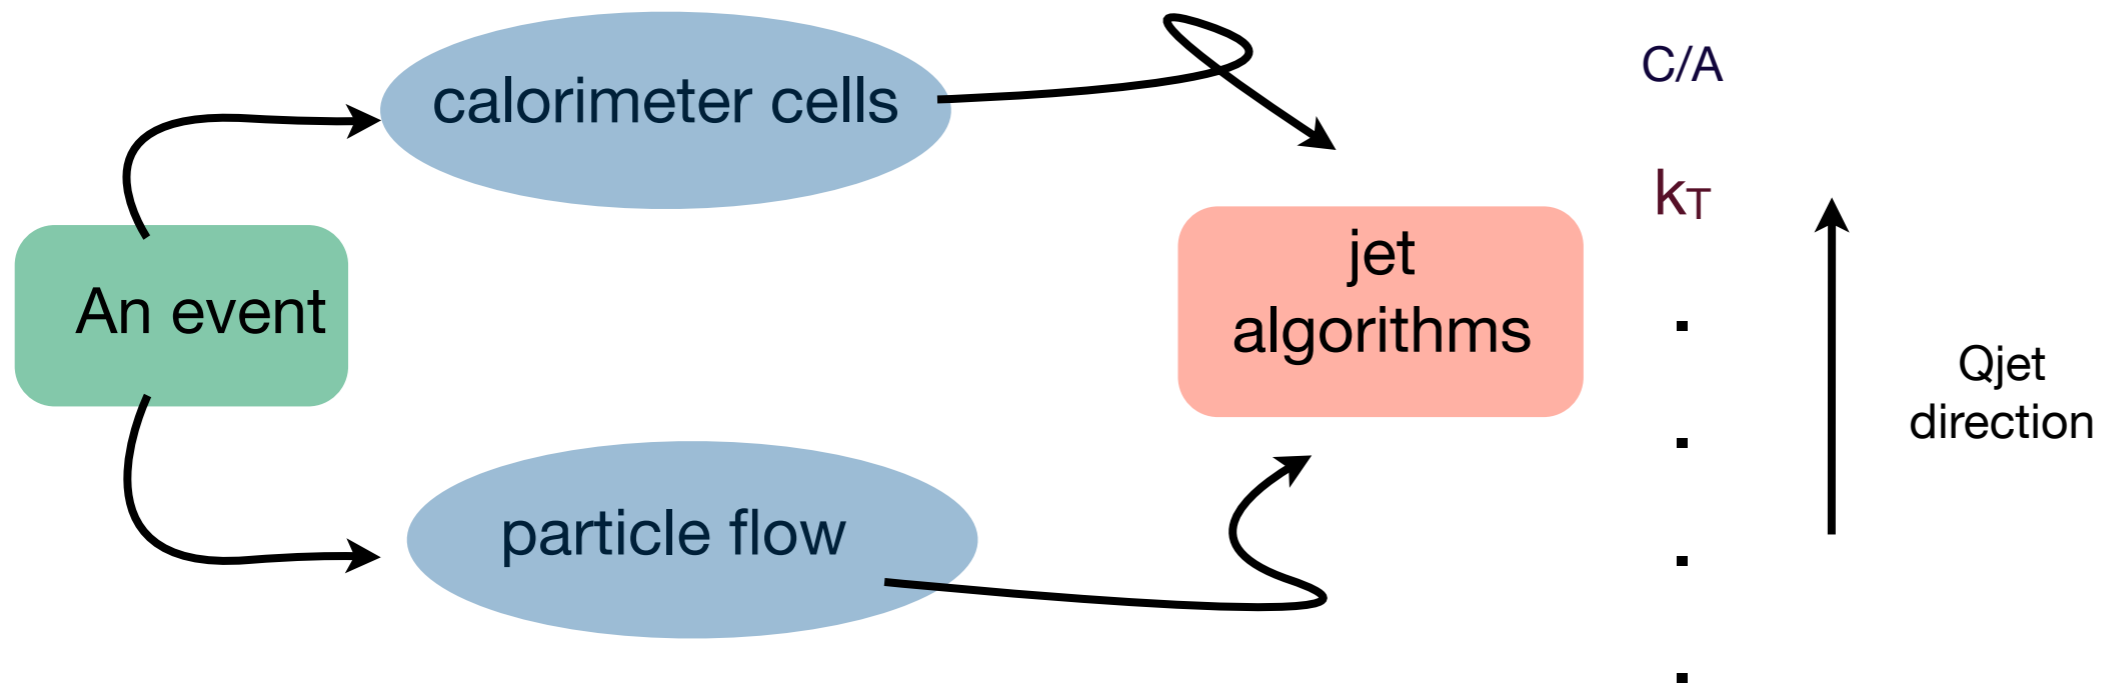 calorimeter cells
C/A
kT
An event
jet
algorithms
.
.
Qjet
direction
particle flow
.
.